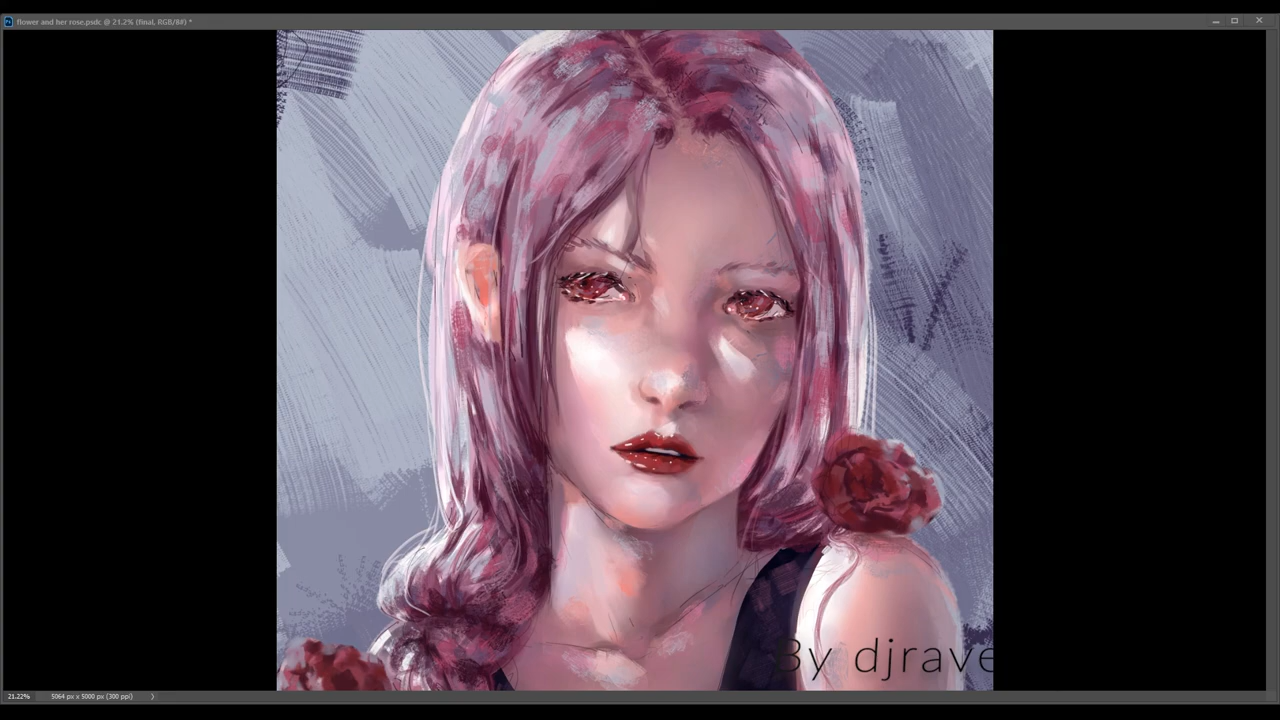 flower and her rose.psdc @ 21.2% (final, RGB/8#) *
By djrave
21.22% 5064 px x 5000 px (300 ppi)